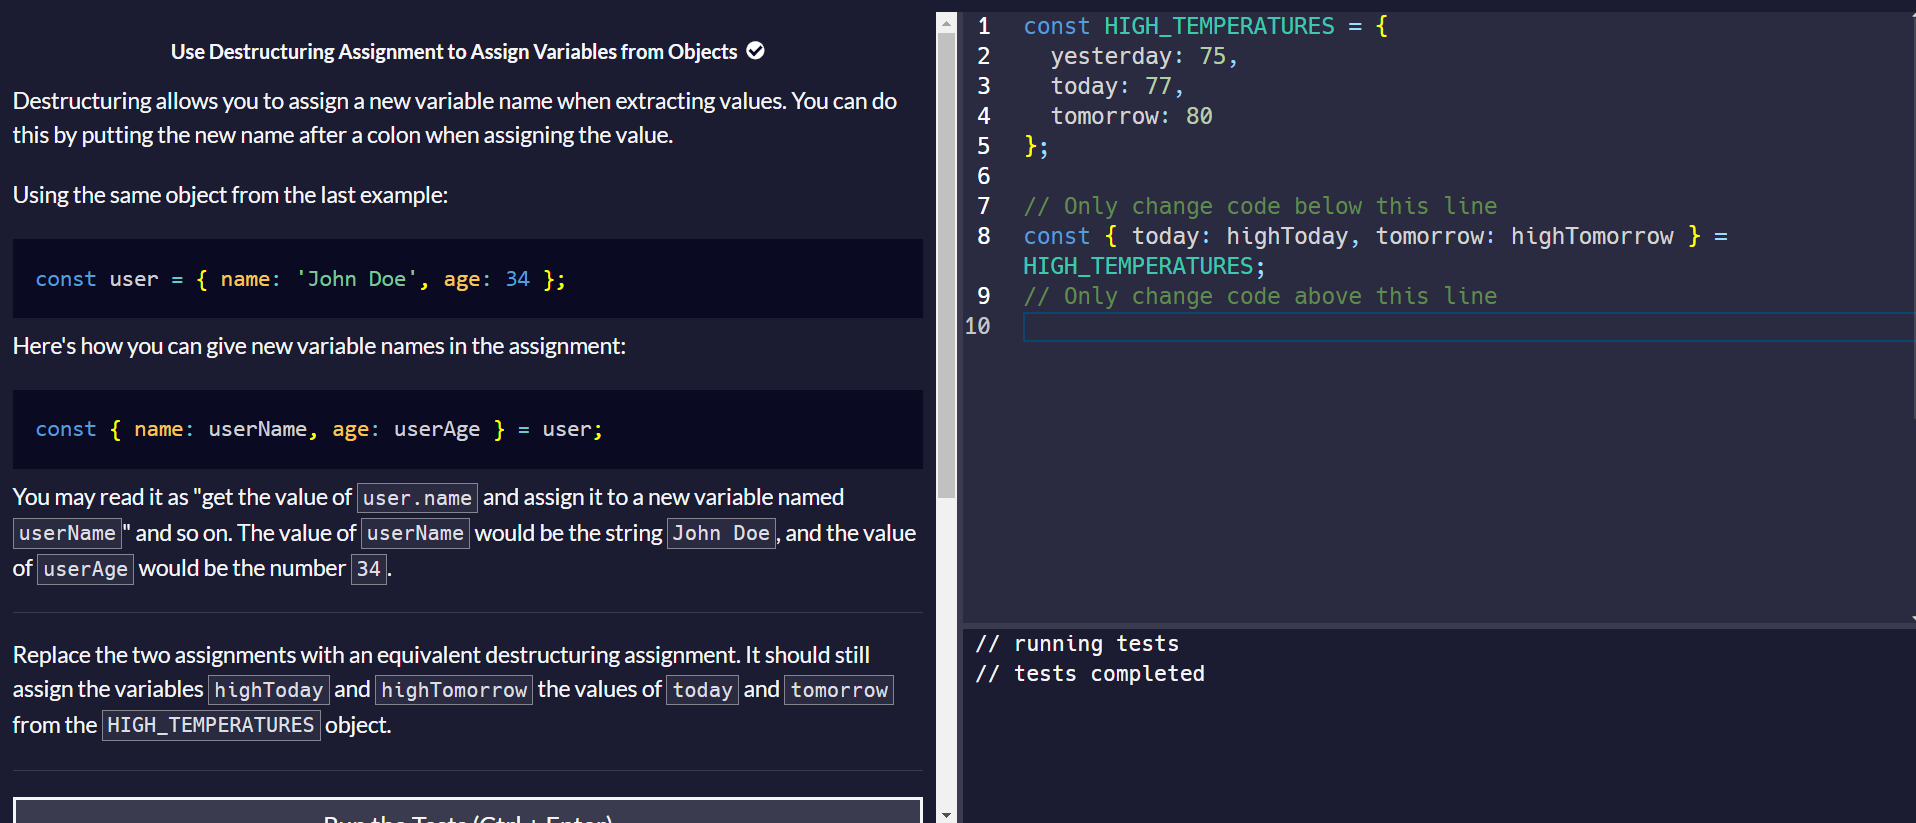 Use Destructuring Assignment to Assign Variables from Objects
Destructuring allows you to assign a new variable name when extracting values. You can do
this by putting the new name after a colon when assigning the value.
Using the same object from the last example:
const user = { name: 'John Doe', age: 34 };
Here's how you can give new variable names in the assignment:
const { name: userName, age: userAge } = user;
You may read it as "get the value of user.name and assign it to a new variable named
userName" and so on. The value of userName would be the string John Doe, and the value
of userAge would be the number 34.
Replace the two assignments with an equivalent destructuring assignment. It should still
assign the variables highToday and highTomorrow the values of today and tomorrow
from the HIGH_TEMPERATURES object.
Run the Tests (Ctrl + Enter)
1 const HIGH_TEMPERATURES = {
2 yesterday: 75,
3 today: 77,
4 tomorrow: 80
5 };
6
7 // Only change code below this line
8 const { today: highToday, tomorrow: highTomorrow } =
HIGH_TEMPERATURES;
9 // Only change code above this line
10
// running tests
// tests completed